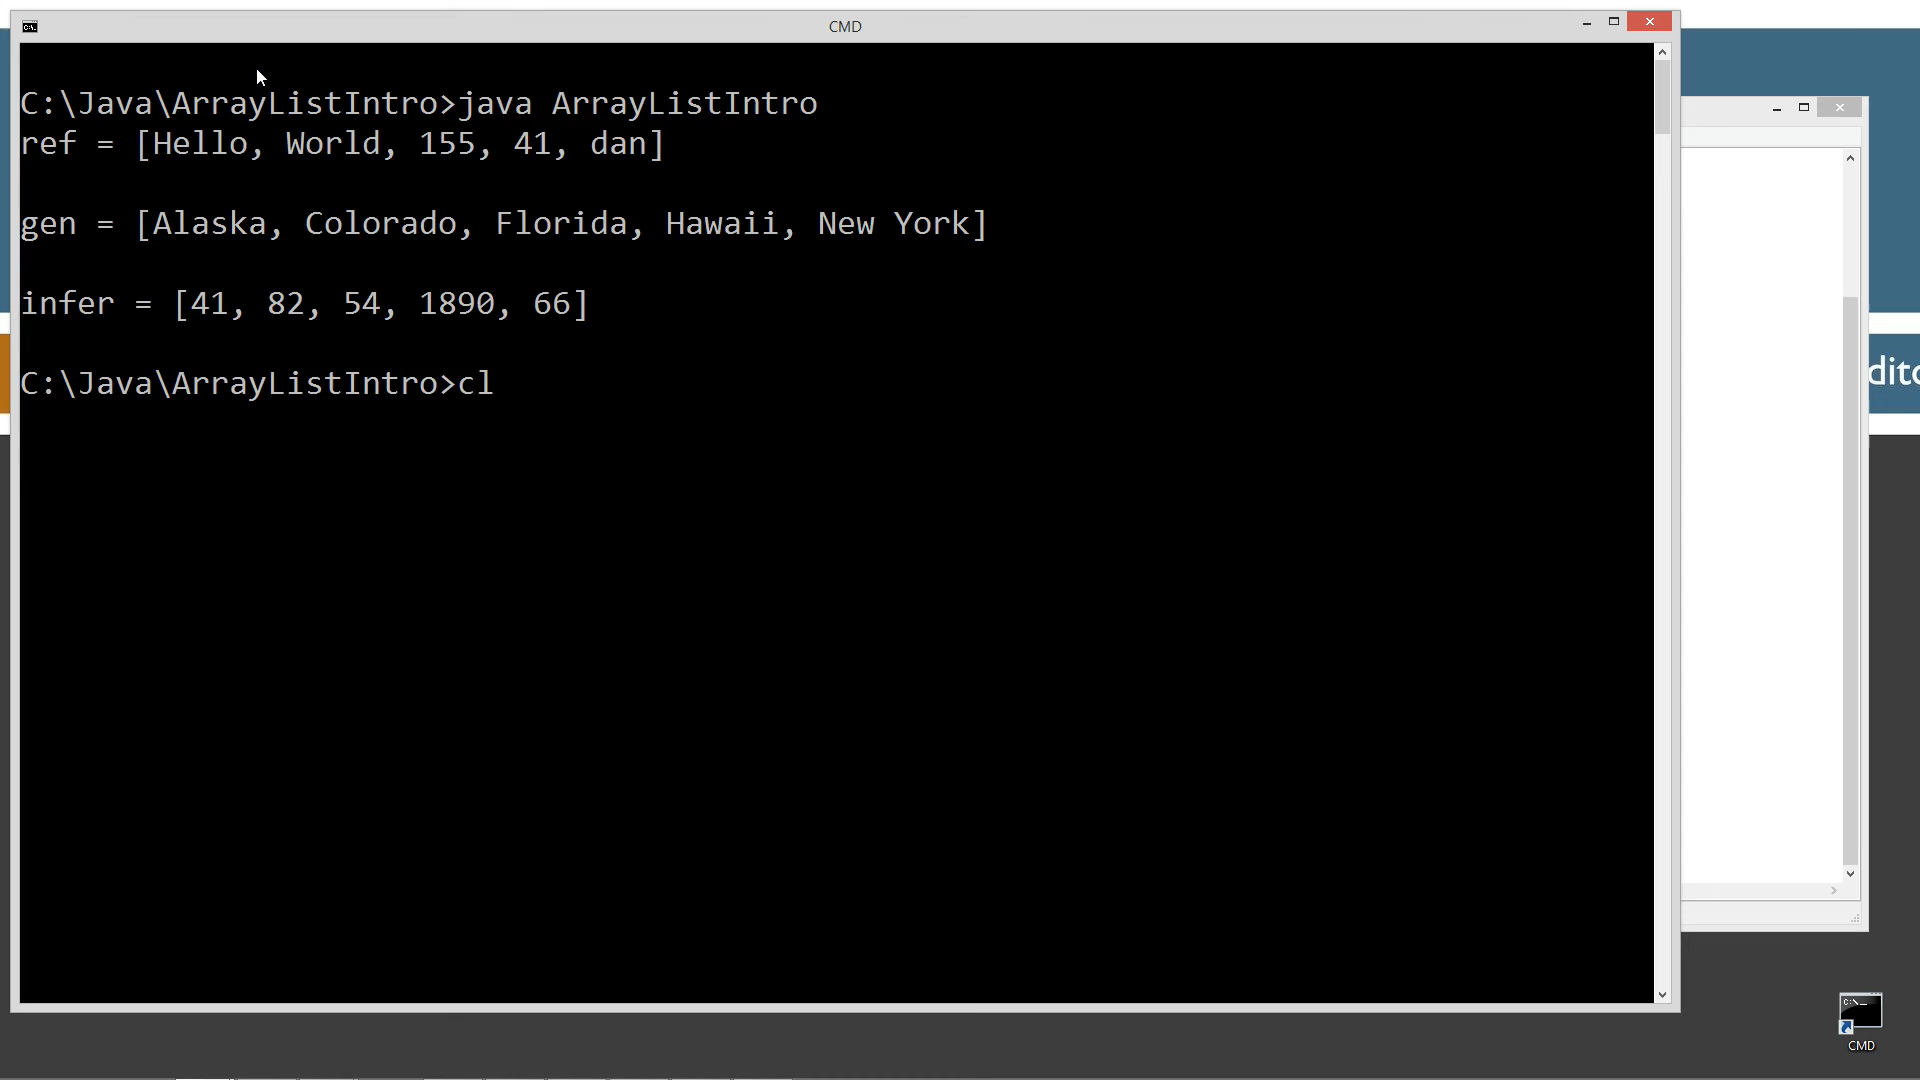 CMD
C:\Java\ArrayListIntro>java ArrayListIntro
ref = [Hello, World, 155, 41, dan]
gen = [Alaska, Colorado, Florida, Hawaii, New York]
infer = [41, 82, 54, 1890, 66]
C:\Java\ArrayListIntro>cl
CMD